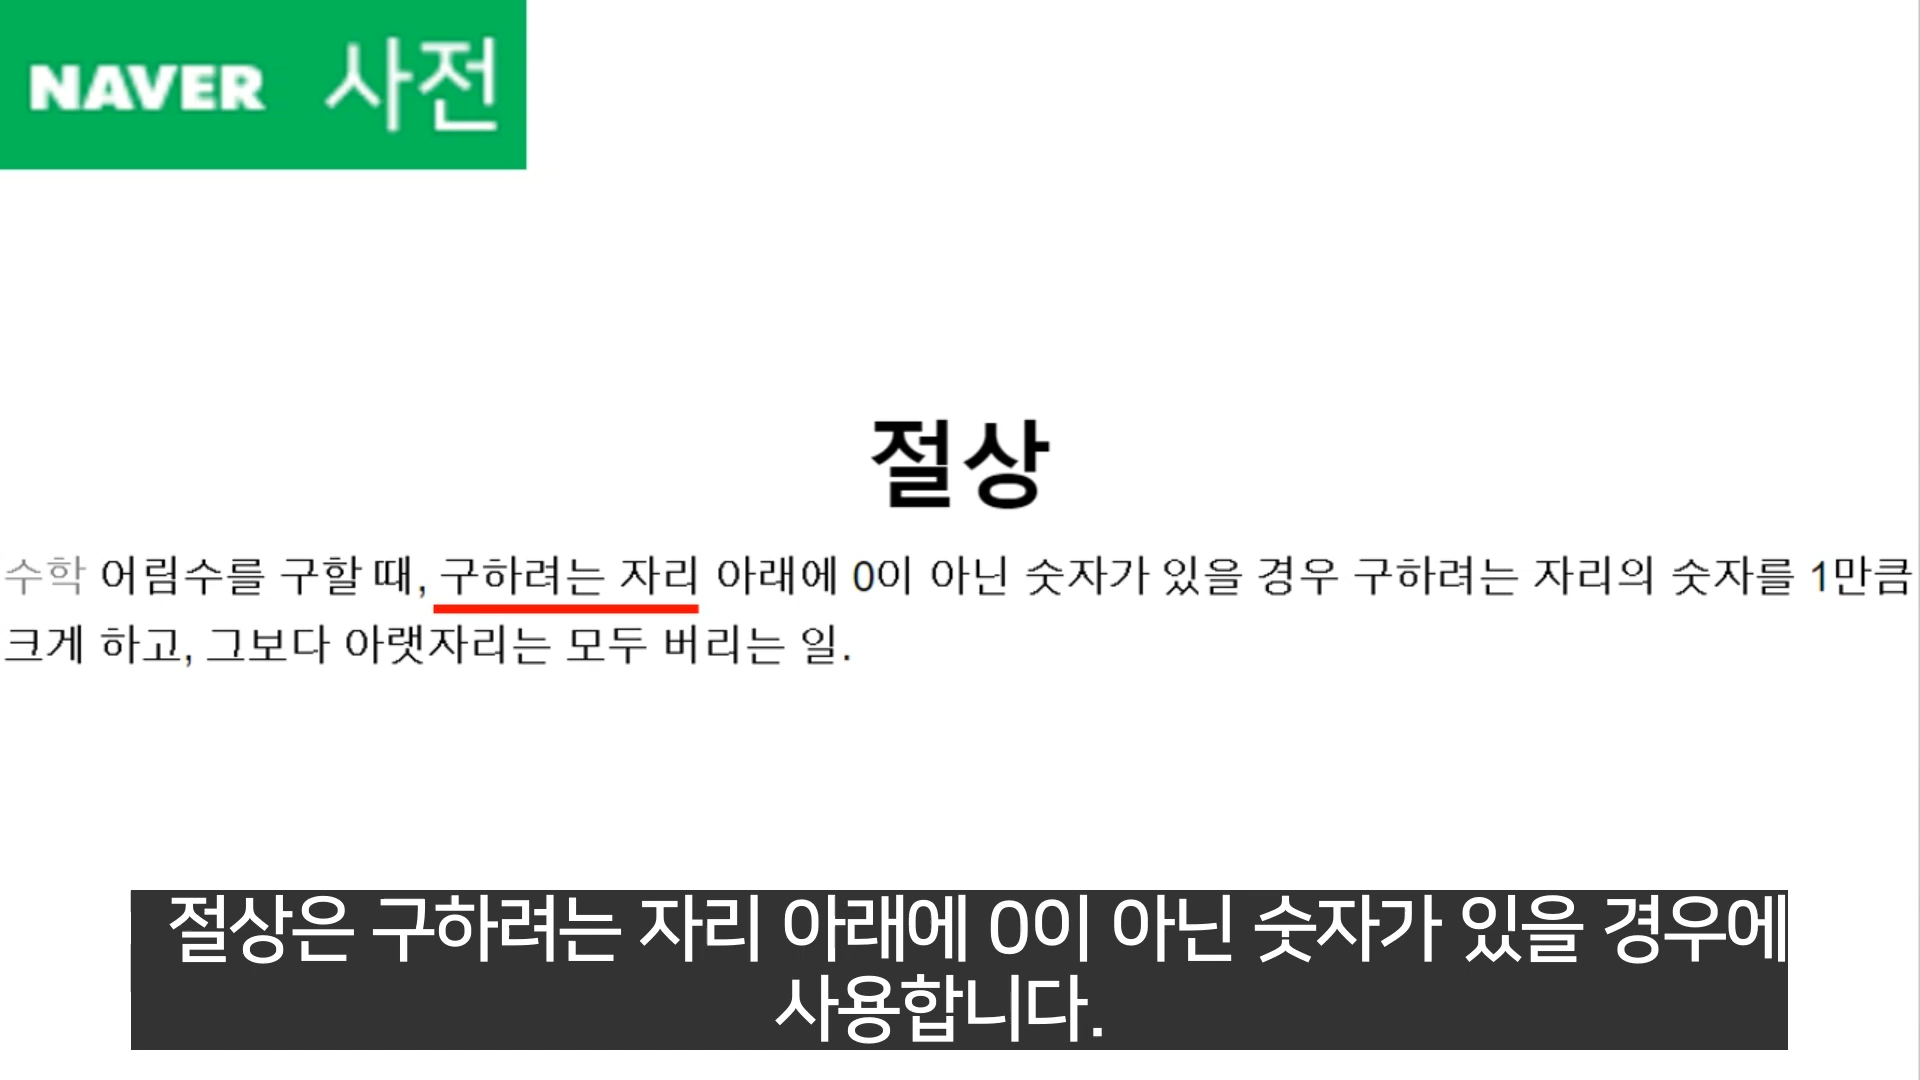 NAVER 사전
절상
수학 어림수를 구할 때, 구하려는 자리 아래에 0이 아닌 숫자가 있을 경우 구하려는 자리의 숫자를 1만큼
크게 하고, 그보다 아랫자리는 모두 버리는 일.
절상은 구하려는 자리 아래에 0이 아닌 숫자가 있을 경우에
사용합니다.